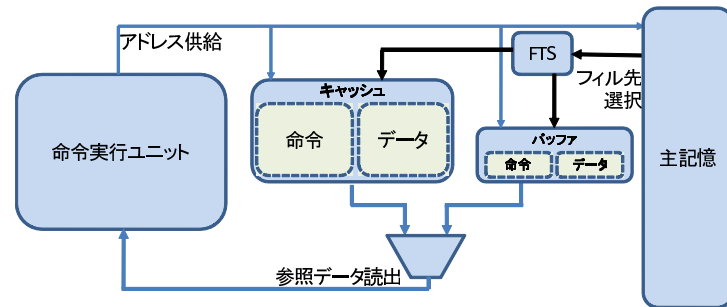 アドレス供給
FTS
フィル先
選択
キャッシュ
命令
データ
バッファ
命令
データ
命令実行ユニット
主記憶
参照データ読出